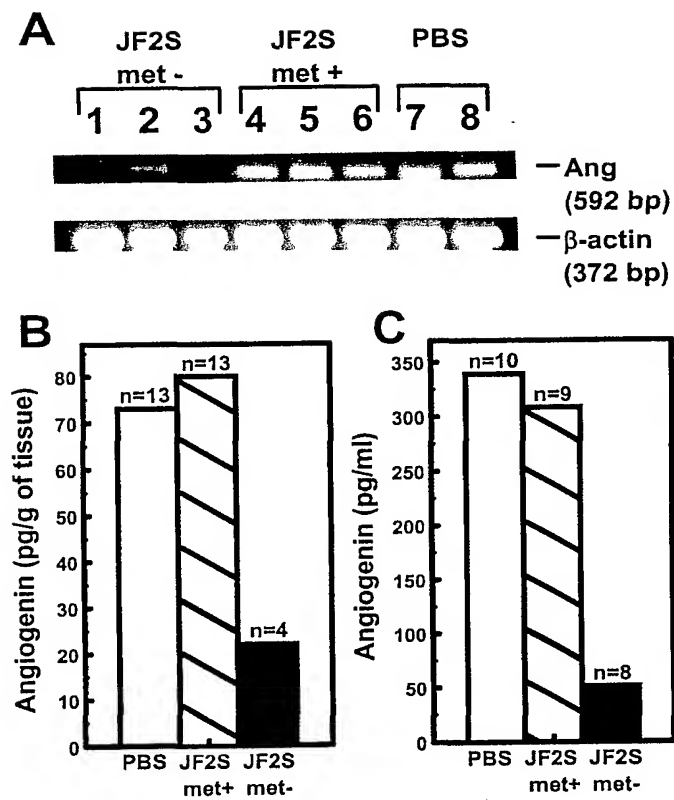 A
JF2S JF2S PBS
met - met +
1 2 3 4 5 6 7 8
Ang
(592 bp)
β-actin
(372 bp)
B
n=13
n=13
n=4
80
70
60
50
40
30
20
10
0
Angiogenin (pg/g of tissue)
PBS JF2S JF2S
met+ met-
C
n=10
n=9
n=8
350
300
250
200
150
100
50
0
Angiogenin (pg/ml)
PBS JF2S JF2S
met+ met-